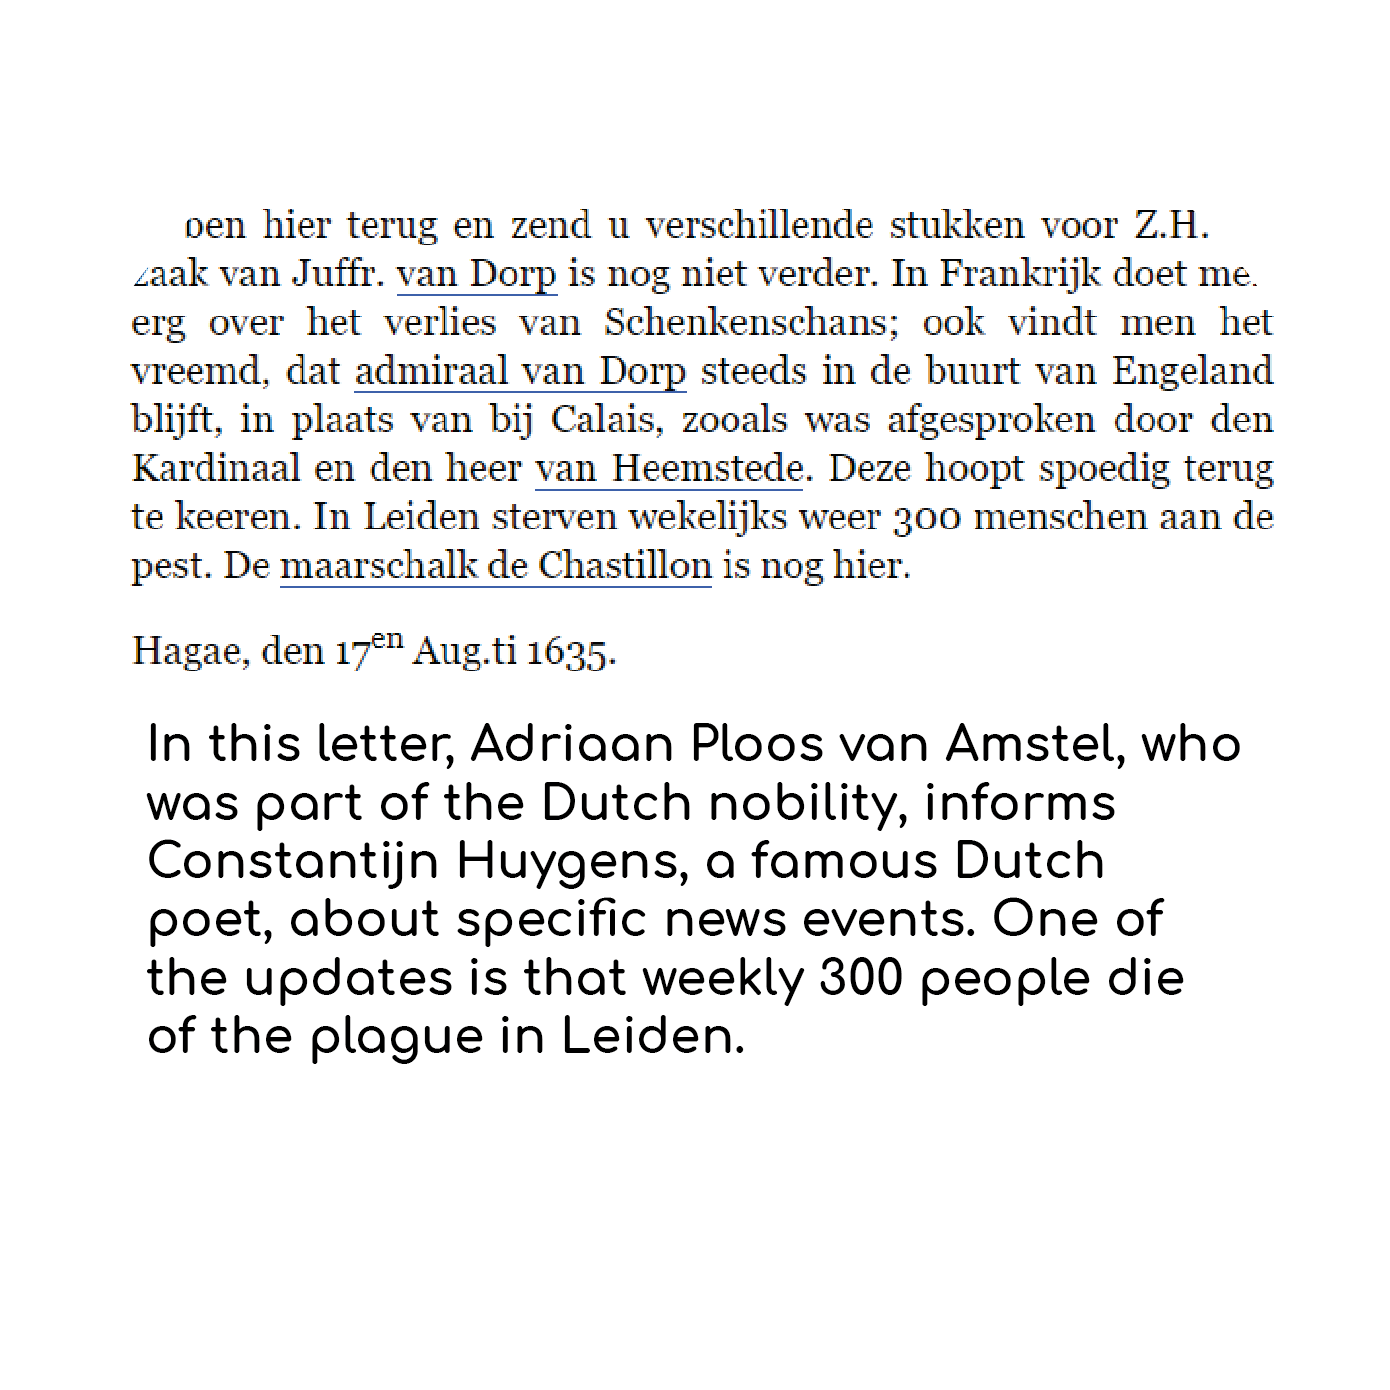 hier terug en zend u verschillende stukken voor Z.H.
van Juffr. van Dorp is nog niet verder. In Frankrijk doet
erg over het verlies van Schenkenschans; ook vindt men het
vreemd, dat admiraal van Dorp steeds in de buurt van Engeland
blijft, in plaats van bij Calais, zooals was afgesproken door den
Kardinaal en den heer van Heemstede. Deze hoopt spoedig terug
te keeren. In Leiden sterven wekelijks weer 300 menschen aan de
pest. De maarschalk de Chastillon is nog hier.
Hagae, den 17en Aug.ti 1635.
In this letter, Adriaan Ploos van Amstel, who
was part of the Dutch nobility, informs
Constantijn Huygens, a famous Dutch
poet, about specific news events. One of
the updates is that weekly 300 people die
of the plague in Leiden.